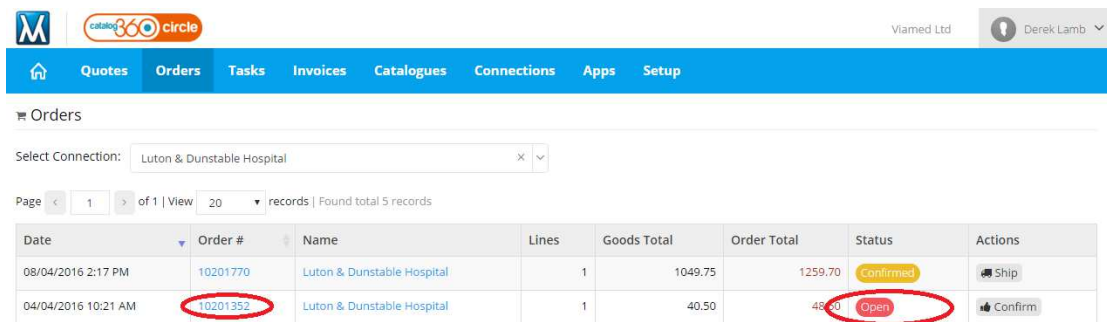 catalog 360 circle Viamed Ltd Derek Lamb
Quotes Orders Tasks Invoices Catalogues Connections Apps Setup
Orders
Select Connection: Luton & Dunstable Hospital
Page 1 of 1 | View 20 records | Found total 5 records
Date Order # Name Lines Goods Total Order Total Status Actions
08/04/2016 2:17 PM 10201770 Luton & Dunstable Hospital 1 1049.75 1259.70 Confirmed Ship
04/04/2016 10:21 AM 10201352 Luton & Dunstable Hospital 1 40.50 Open Confirm